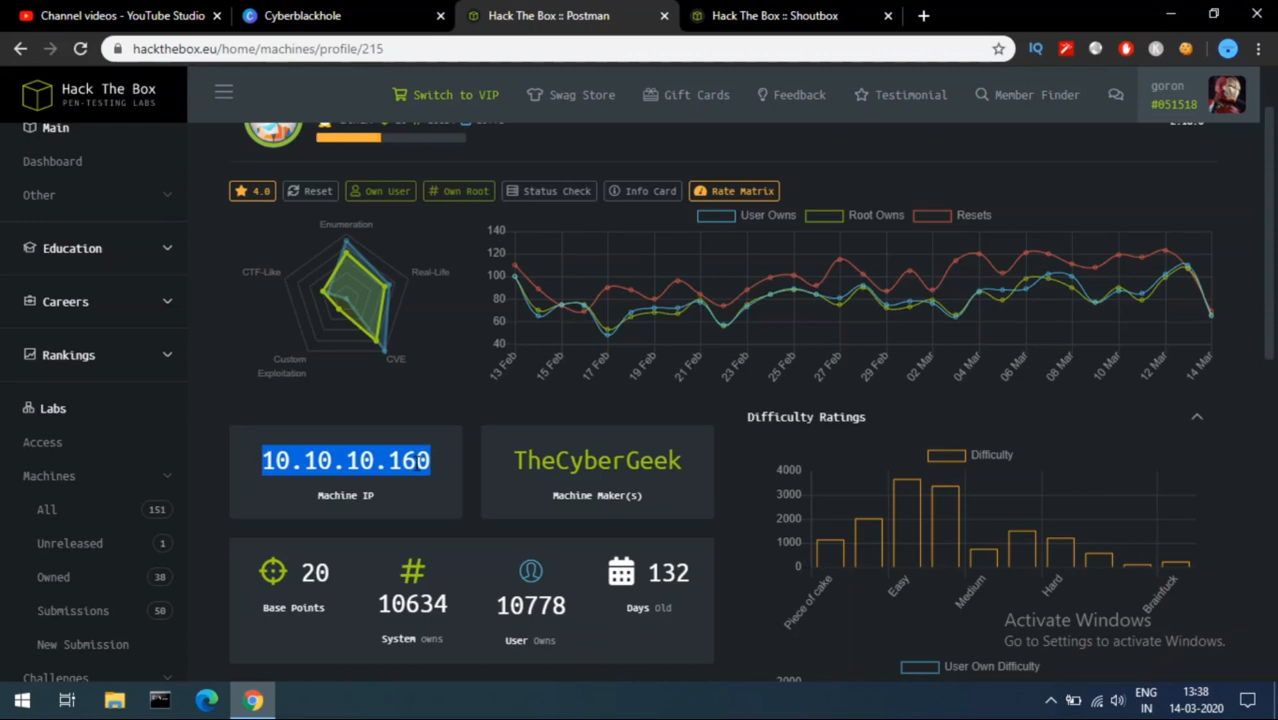 Channel videos - YouTube Studio
Cyberblackhole
Hack The Box :: Postman
Hack The Box :: Shoutbox
hackthebox.eu/home/machines/profile/215
Hack The Box
PEN-TESTING LABS
Switch to VIP
Swag Store
Gift Cards
Feedback
Testimonial
Member Finder
goron
#051518
Main
Dashboard
Other
Education
Careers
Rankings
Labs
Access
Machines
All 151
Unreleased 1
Owned 38
Submissions 50
New Submission
Challenges
4.0
Reset
Own User
Own Root
Status Check
Info Card
Rate Matrix
Enumeration
Real-Life
CVE
Custom
Exploitation
CTF-Like
User Owns
Root Owns
Resets
140
120
100
80
60
40
13 Feb
15 Feb
17 Feb
19 Feb
21 Feb
23 Feb
25 Feb
27 Feb
29 Feb
02 Mar
04 Mar
06 Mar
08 Mar
10 Mar
12 Mar
14 Mar
10.10.10.160
Machine IP
TheCyberGeek
Machine Maker(s)
20
Base Points
10634
System owns
10778
User Owns
132
Days Old
Difficulty Ratings
Difficulty
4000
3000
2000
1000
0
Piece of cake
Easy
Medium
Hard
Brainfuck
User Own Difficulty
Activate Windows
Go to Settings to activate Windows.
ENG
IN
13:38
14-03-2020